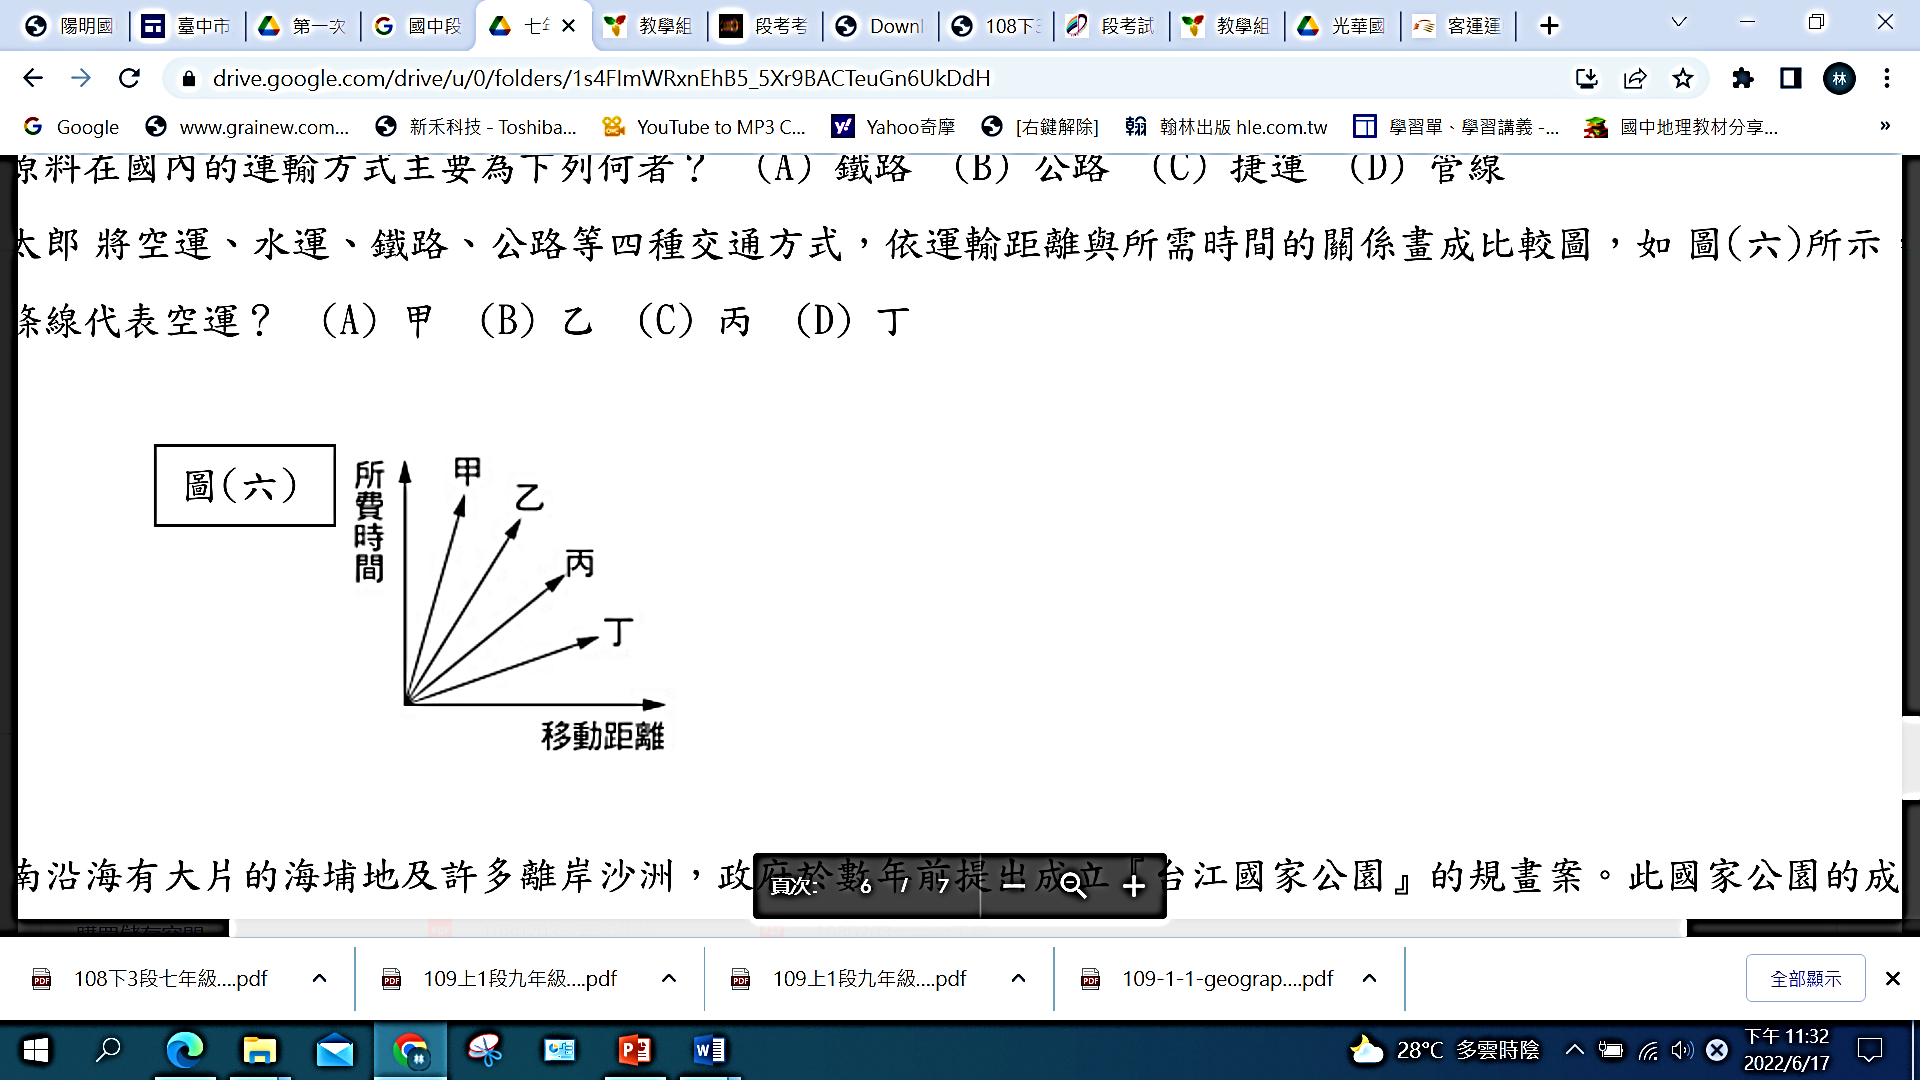 陽明國
臺中市
第一次
國中段
七年
教學組
段考考
Downl
108下3
段考試
教學組
光華國
客運運
drive.google.com/drive/u/0/folders/1s4FImWRxnEhB5_5Xr9BACTeuGn6UkDdH
林
Google
www.grainew.com...
新禾科技 - Toshiba...
YouTube to MP3 C...
Yahoo奇摩
[右鍵解除]
翰林出版 hle.com.tw
學習單、學習講義 -...
國中地理教材分享...
»
原料在國內的運輸方式主要為下列何者？ (A) 鐵路 (B) 公路 (C) 捷運 (D) 管線
太郎 將空運、水運、鐵路、公路等四種交通方式，依運輸距離與所需時間的關係畫成比較圖，如 圖(六)所示，
條線代表空運？ (A) 甲 (B) 乙 (C) 丙 (D) 丁
圖(六)
所費時間
甲
乙
丙
丁
移動距離
南沿海有大片的海埔地及許多離岸沙洲，政府於數年前提出成立『台江國家公園』的規畫案。此國家公園的成
頁次: 6 / 7
108下3段七年級....pdf
109上1段九年級....pdf
109上1段九年級....pdf
109-1-1-geograp....pdf
全部顯示
28°C 多雲時陰
下午 11:32
2022/6/17